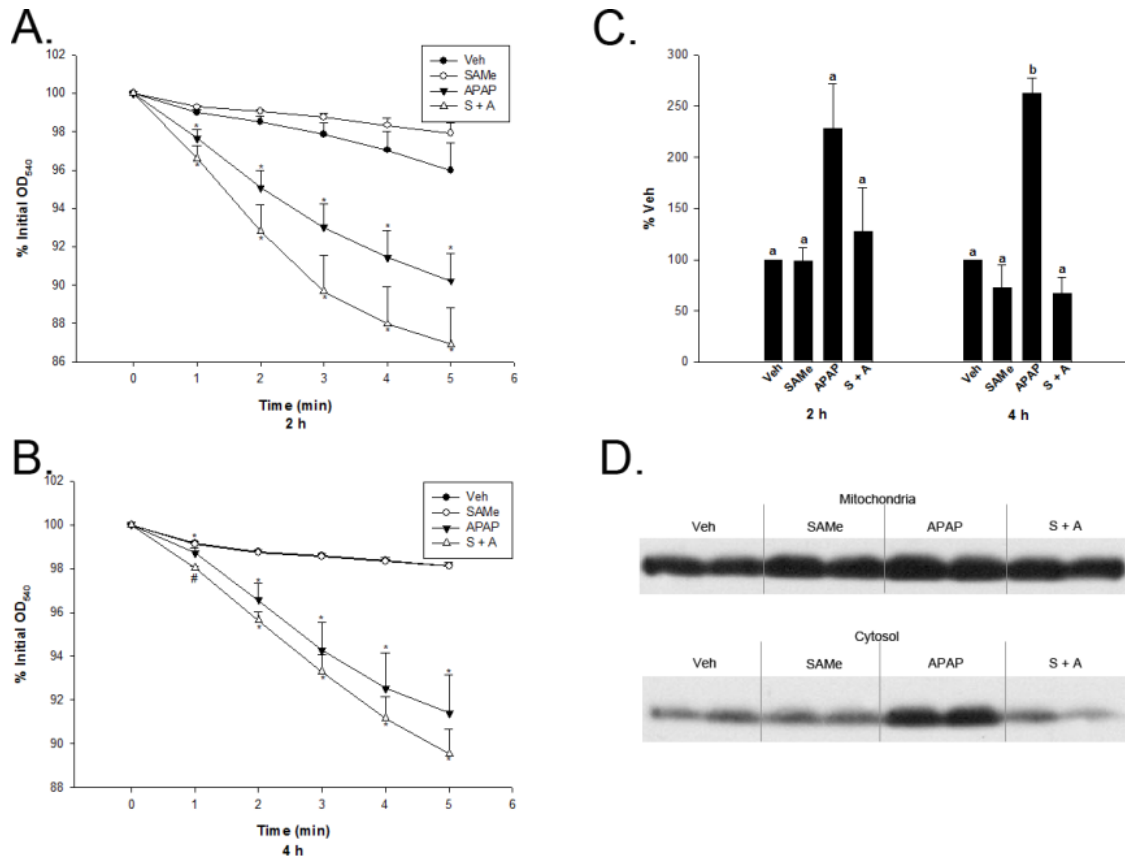 A.
102
100
98
96
94
92
90
88
86
% Initial OD540
Veh
SAMe
APAP
S + A
* * * * *
* * * * *
0 1 2 3 4 5 6
Time (min)
2 h
B.
102
100
98
96
94
92
90
88
% Initial OD540
Veh
SAMe
APAP
S + A
* * * * *
# * * * *
0 1 2 3 4 5 6
Time (min)
4 h
C.
300
250
200
150
100
50
0
% Veh
a a a a a a b a
Veh SAMe APAP S + A Veh SAMe APAP S + A
2 h 4 h
D.
Mitochondria
Veh SAMe APAP S + A
Cytosol
Veh SAMe APAP S + A